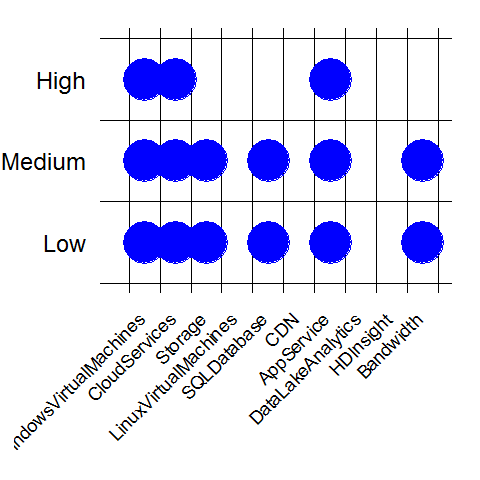 High
Medium
Low
ndowsVirtualMachines
CloudServices
Storage
LinuxVirtualMachines
SQLDatabase
CDN
AppService
DataLakeAnalytics
HDInsight
Bandwidth